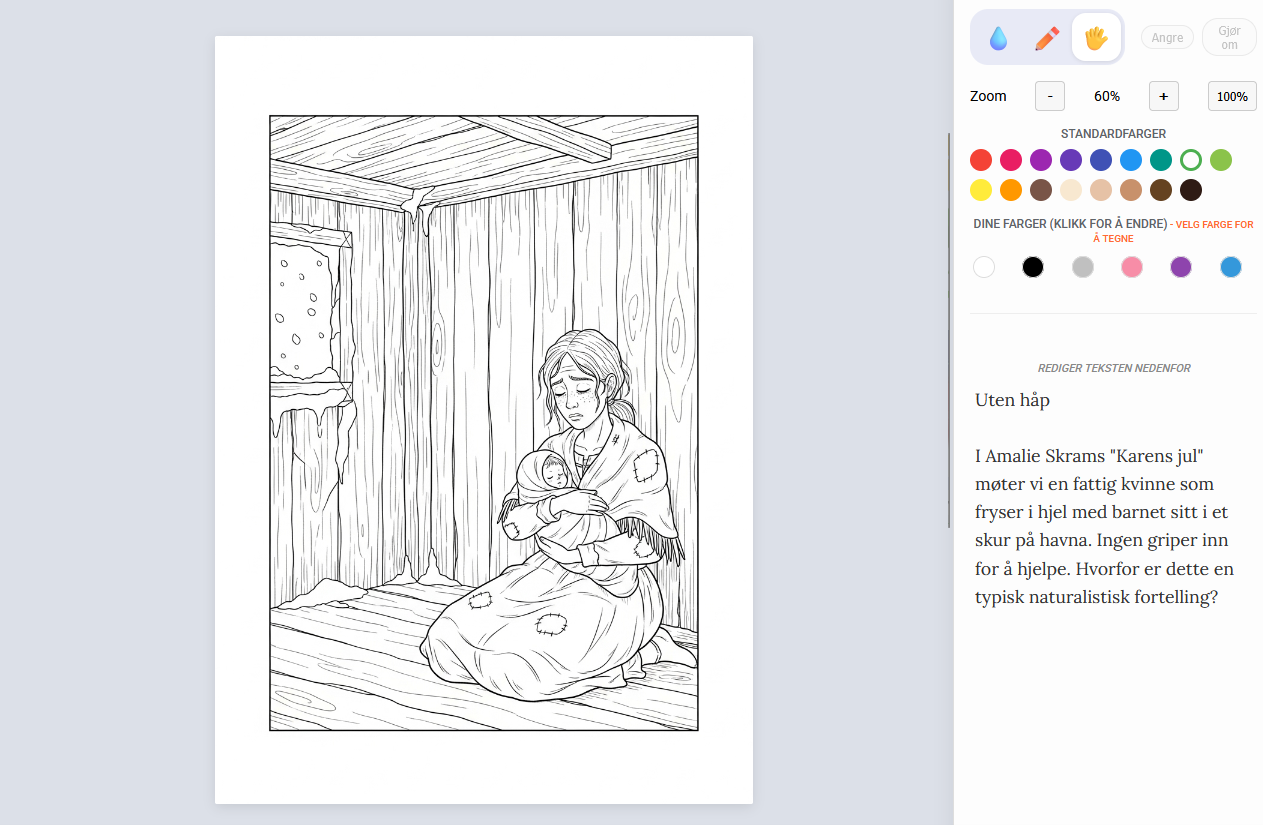 Angre
Gjør
om
Zoom
-
60%
+
100%
STANDARDFARGER
DINE FARGER (KLIKK FOR Å ENDRE) - VELG FARGE FOR
Å TEGNE
REDIGER TEKSTEN NEDENFOR
Uten håp
I Amalie Skrams "Karens jul"
møter vi en fattig kvinne som
fryser i hjel med barnet sitt i et
skur på havna. Ingen griper inn
for å hjelpe. Hvorfor er dette en
typisk naturalistisk fortelling?